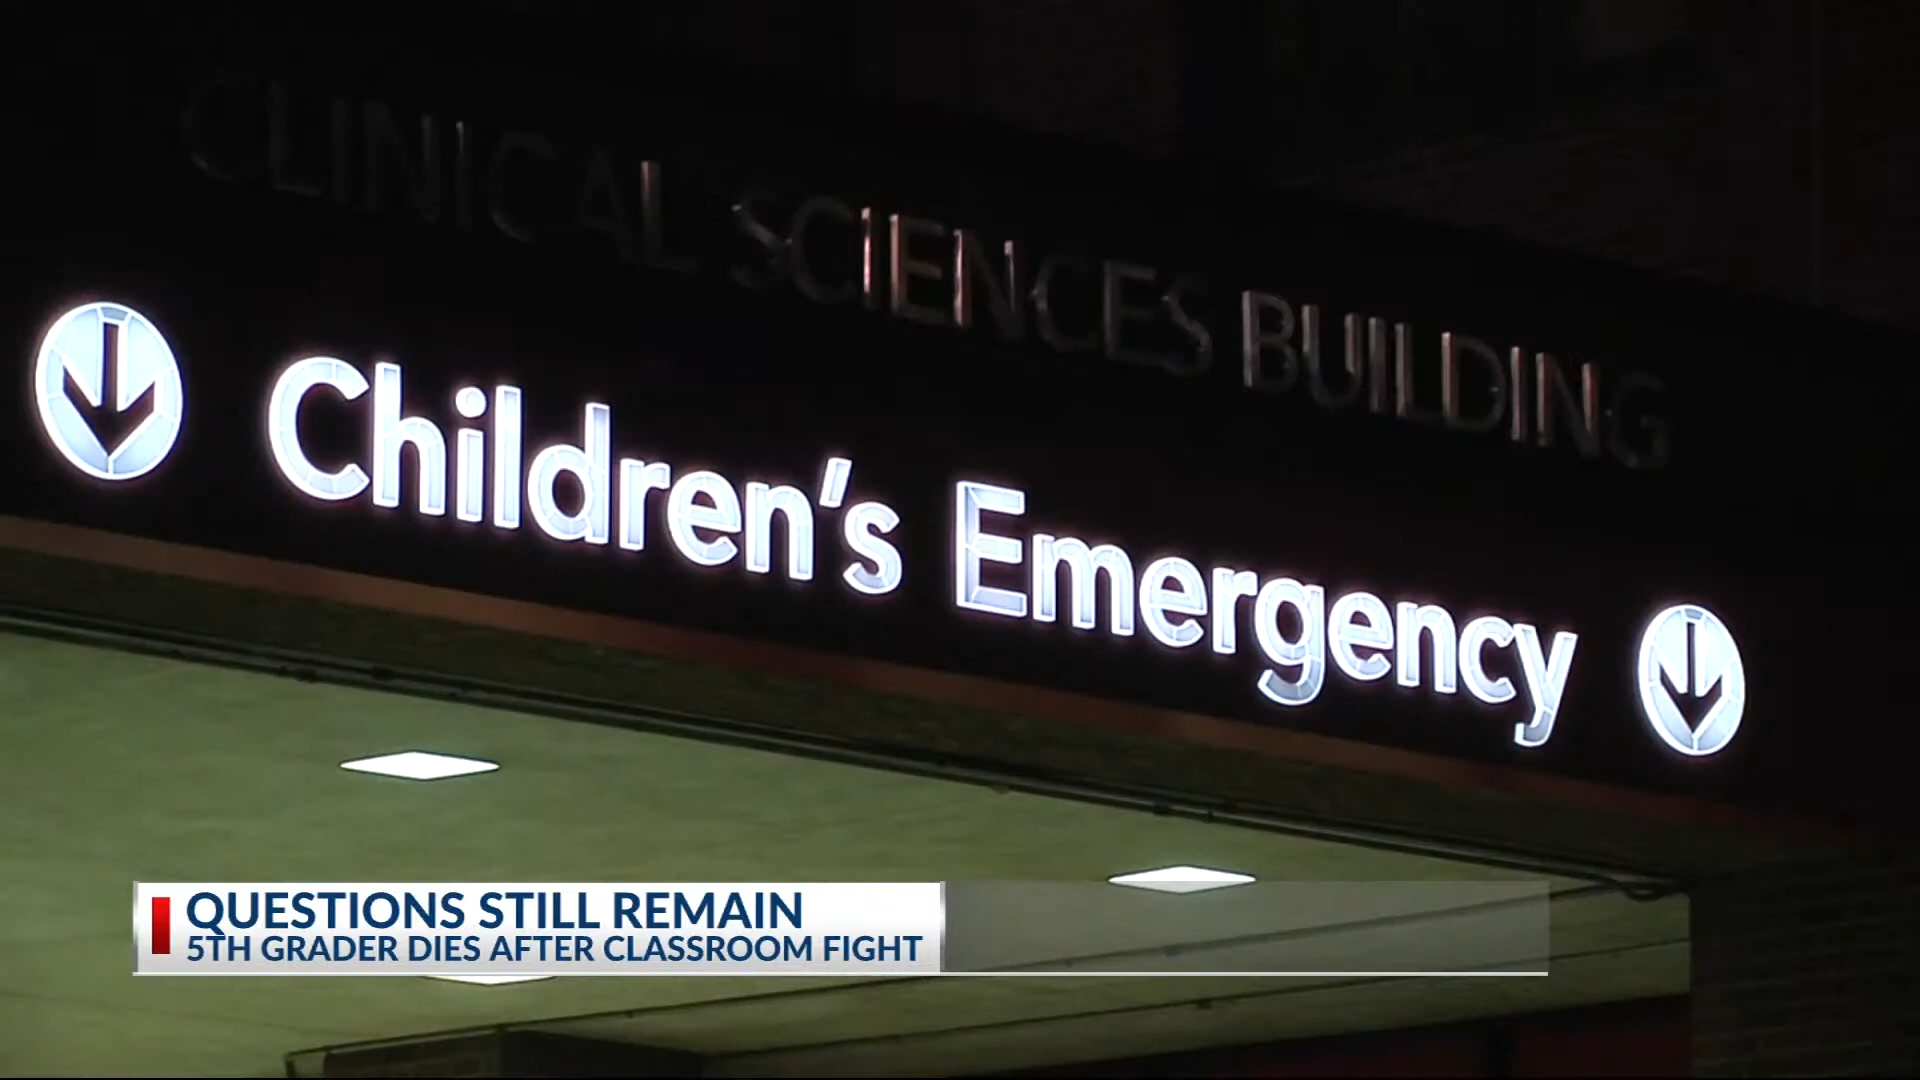 CLINICAL SCIENCES BUILDING
Children's Emergency
QUESTIONS STILL REMAIN
5TH GRADER DIES AFTER CLASSROOM FIGHT